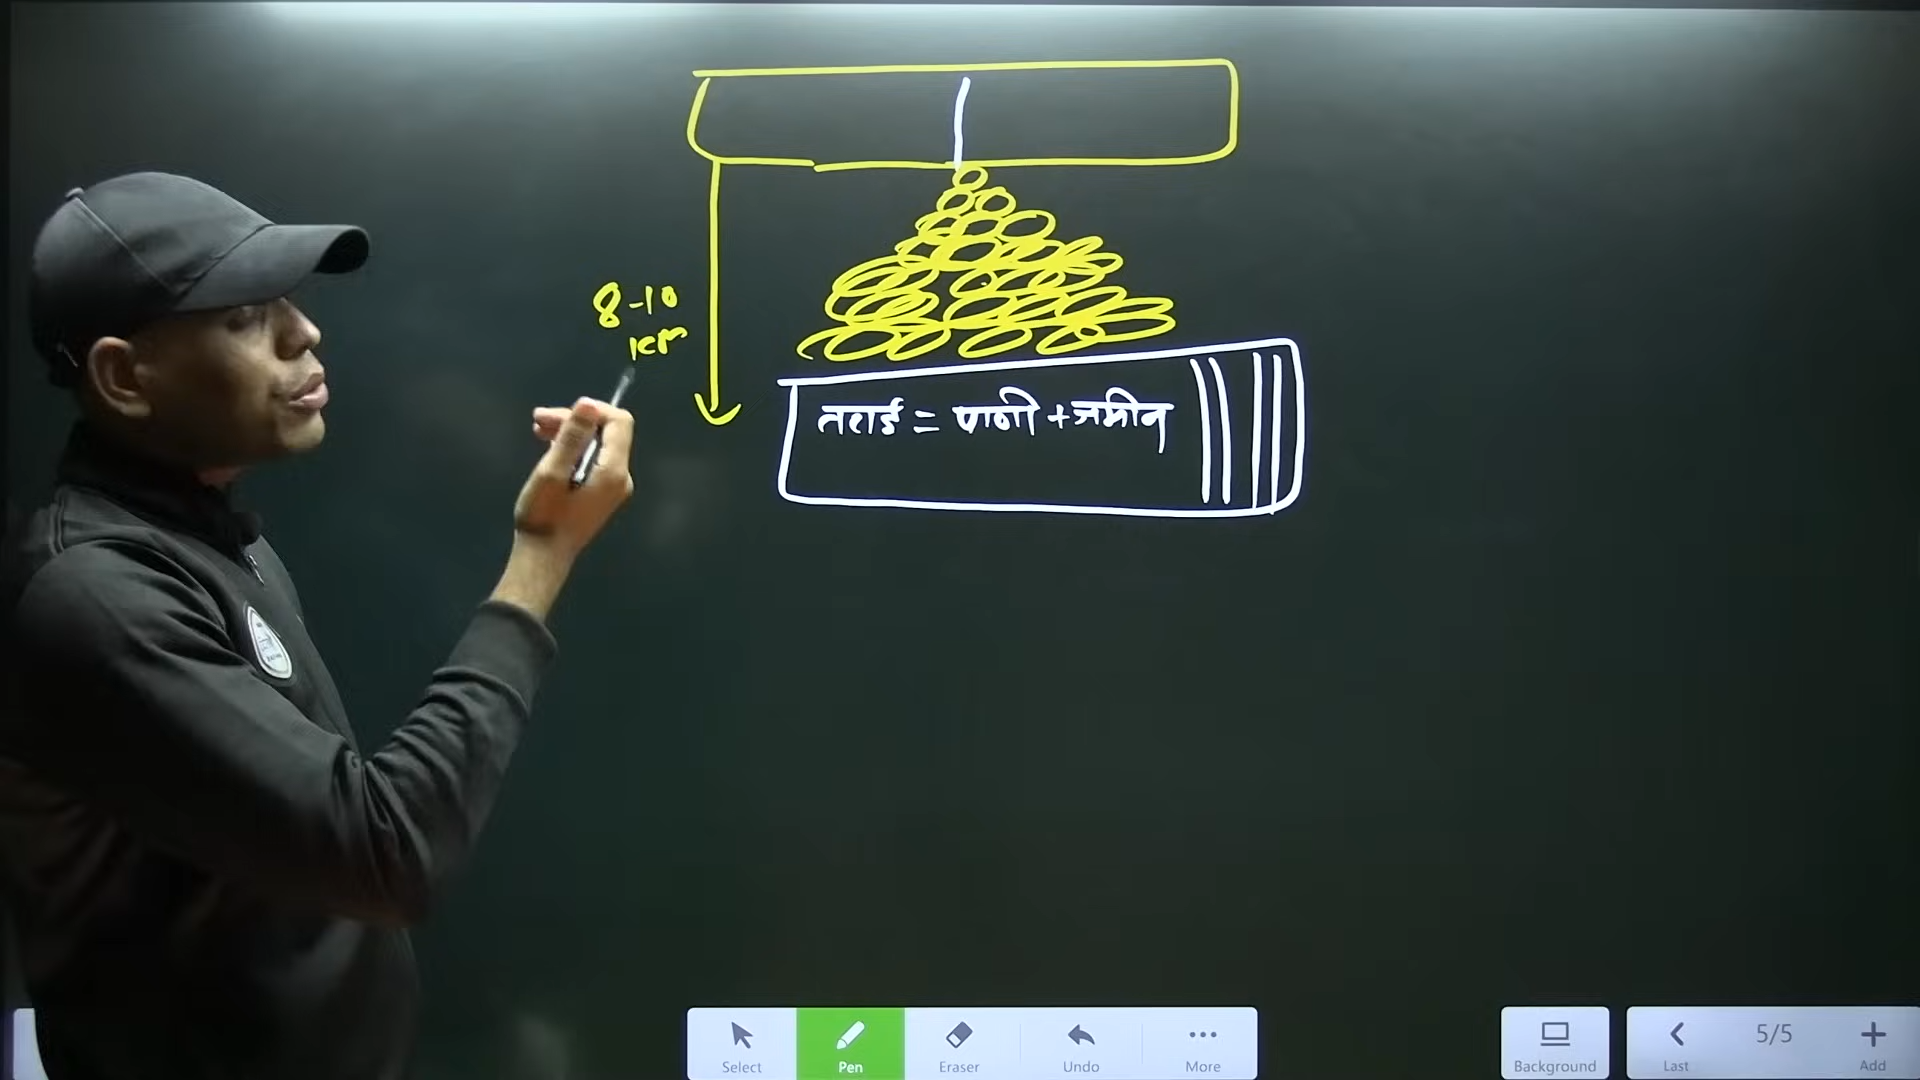 8-10
km
तराई = पानी + जमीन
Select
Pen
Eraser
Undo
More
Background
Last
5/5
Add